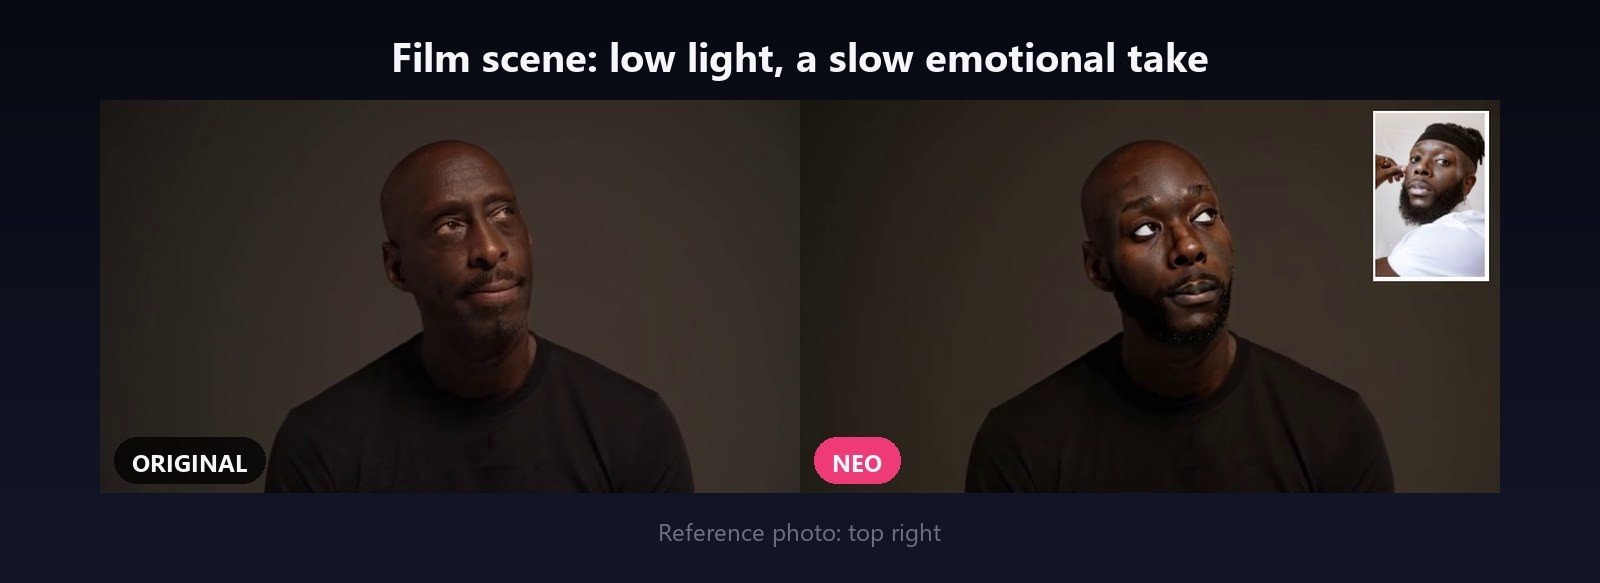 Film scene: low light, a slow emotional take
ORIGINAL
NEO
Reference photo: top right